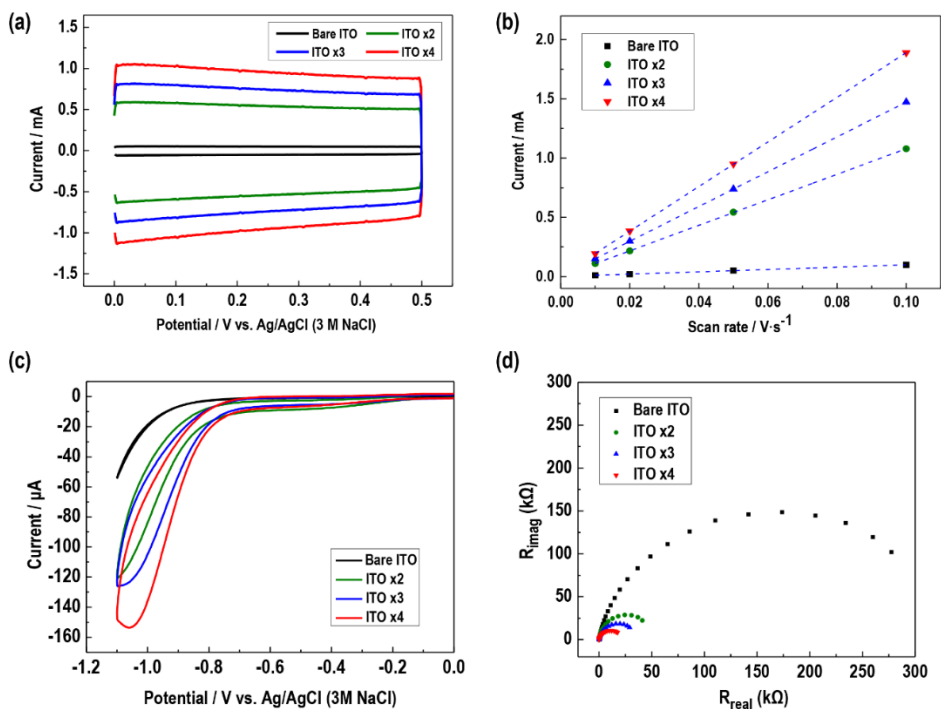 (a)
Bare ITO
ITO x2
ITO x3
ITO x4
1.5
1.0
0.5
0.0
-0.5
-1.0
-1.5
Current / mA
0.0
0.1
0.2
0.3
0.4
0.5
Potential / V vs. Ag/AgCl (3 M NaCl)
(b)
Bare ITO
ITO x2
ITO x3
ITO x4
2.0
1.5
1.0
0.5
0.0
Current / mA
0.00
0.02
0.04
0.06
0.08
0.10
Scan rate / V·s⁻¹
(c)
20
0
-20
-40
-60
-80
-100
-120
-140
-160
Current / µA
Bare ITO
ITO x2
ITO x3
ITO x4
-1.2
-1.0
-0.8
-0.6
-0.4
-0.2
0.0
Potential / V vs. Ag/AgCl (3M NaCl)
(d)
300
250
200
150
100
50
0
R_imag (kΩ)
Bare ITO
ITO x2
ITO x3
ITO x4
0
50
100
150
200
250
300
R_real (kΩ)